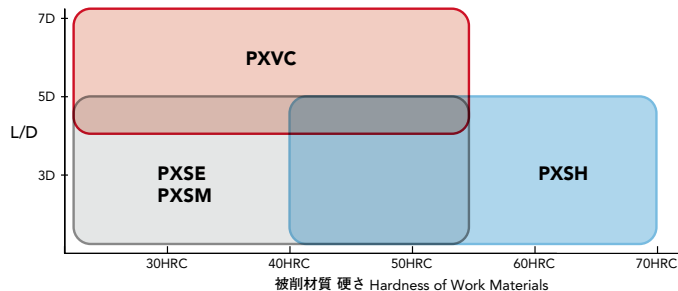 7D
PXVC
5D
L/D
3D
PXSE
PXSM
PXSH
30HRC 40HRC 50HRC 60HRC 70HRC
被削材質 硬さ Hardness of Work Materials